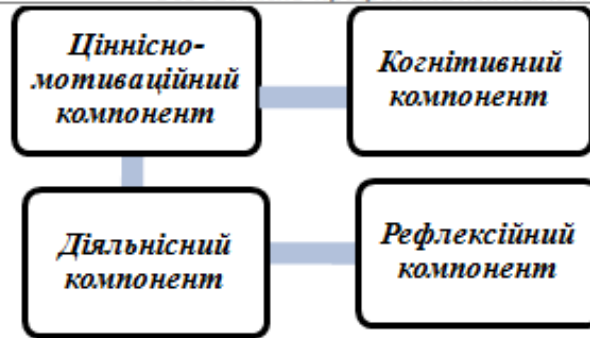 Ціннісно-
мотиваційний
компонент
Когнітивний
компонент
Діяльнісний
компонент
Рефлексійний
компонент